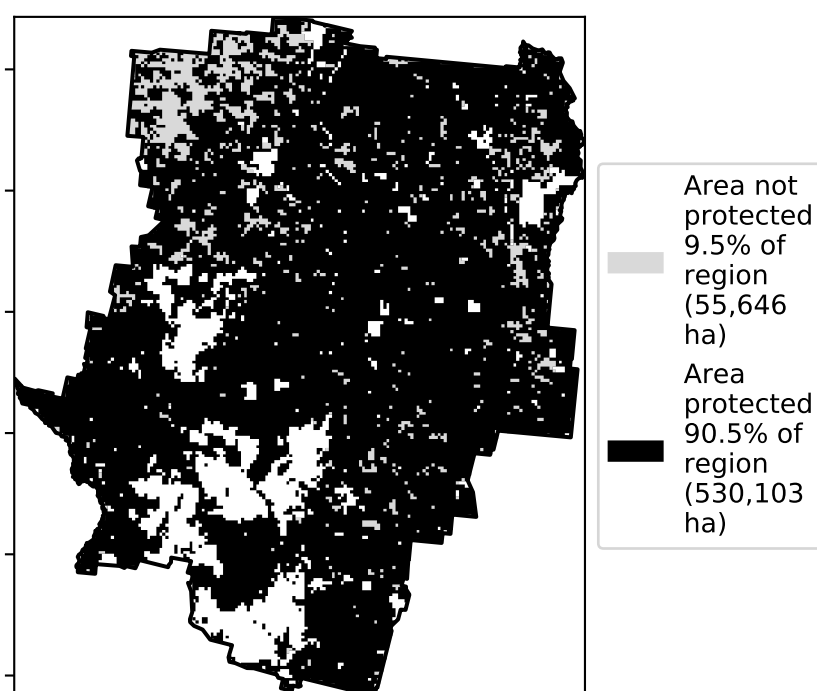 Area not
protected
9.5% of
region
(55,646
ha)
Area
protected
90.5% of
region
(530,103
ha)